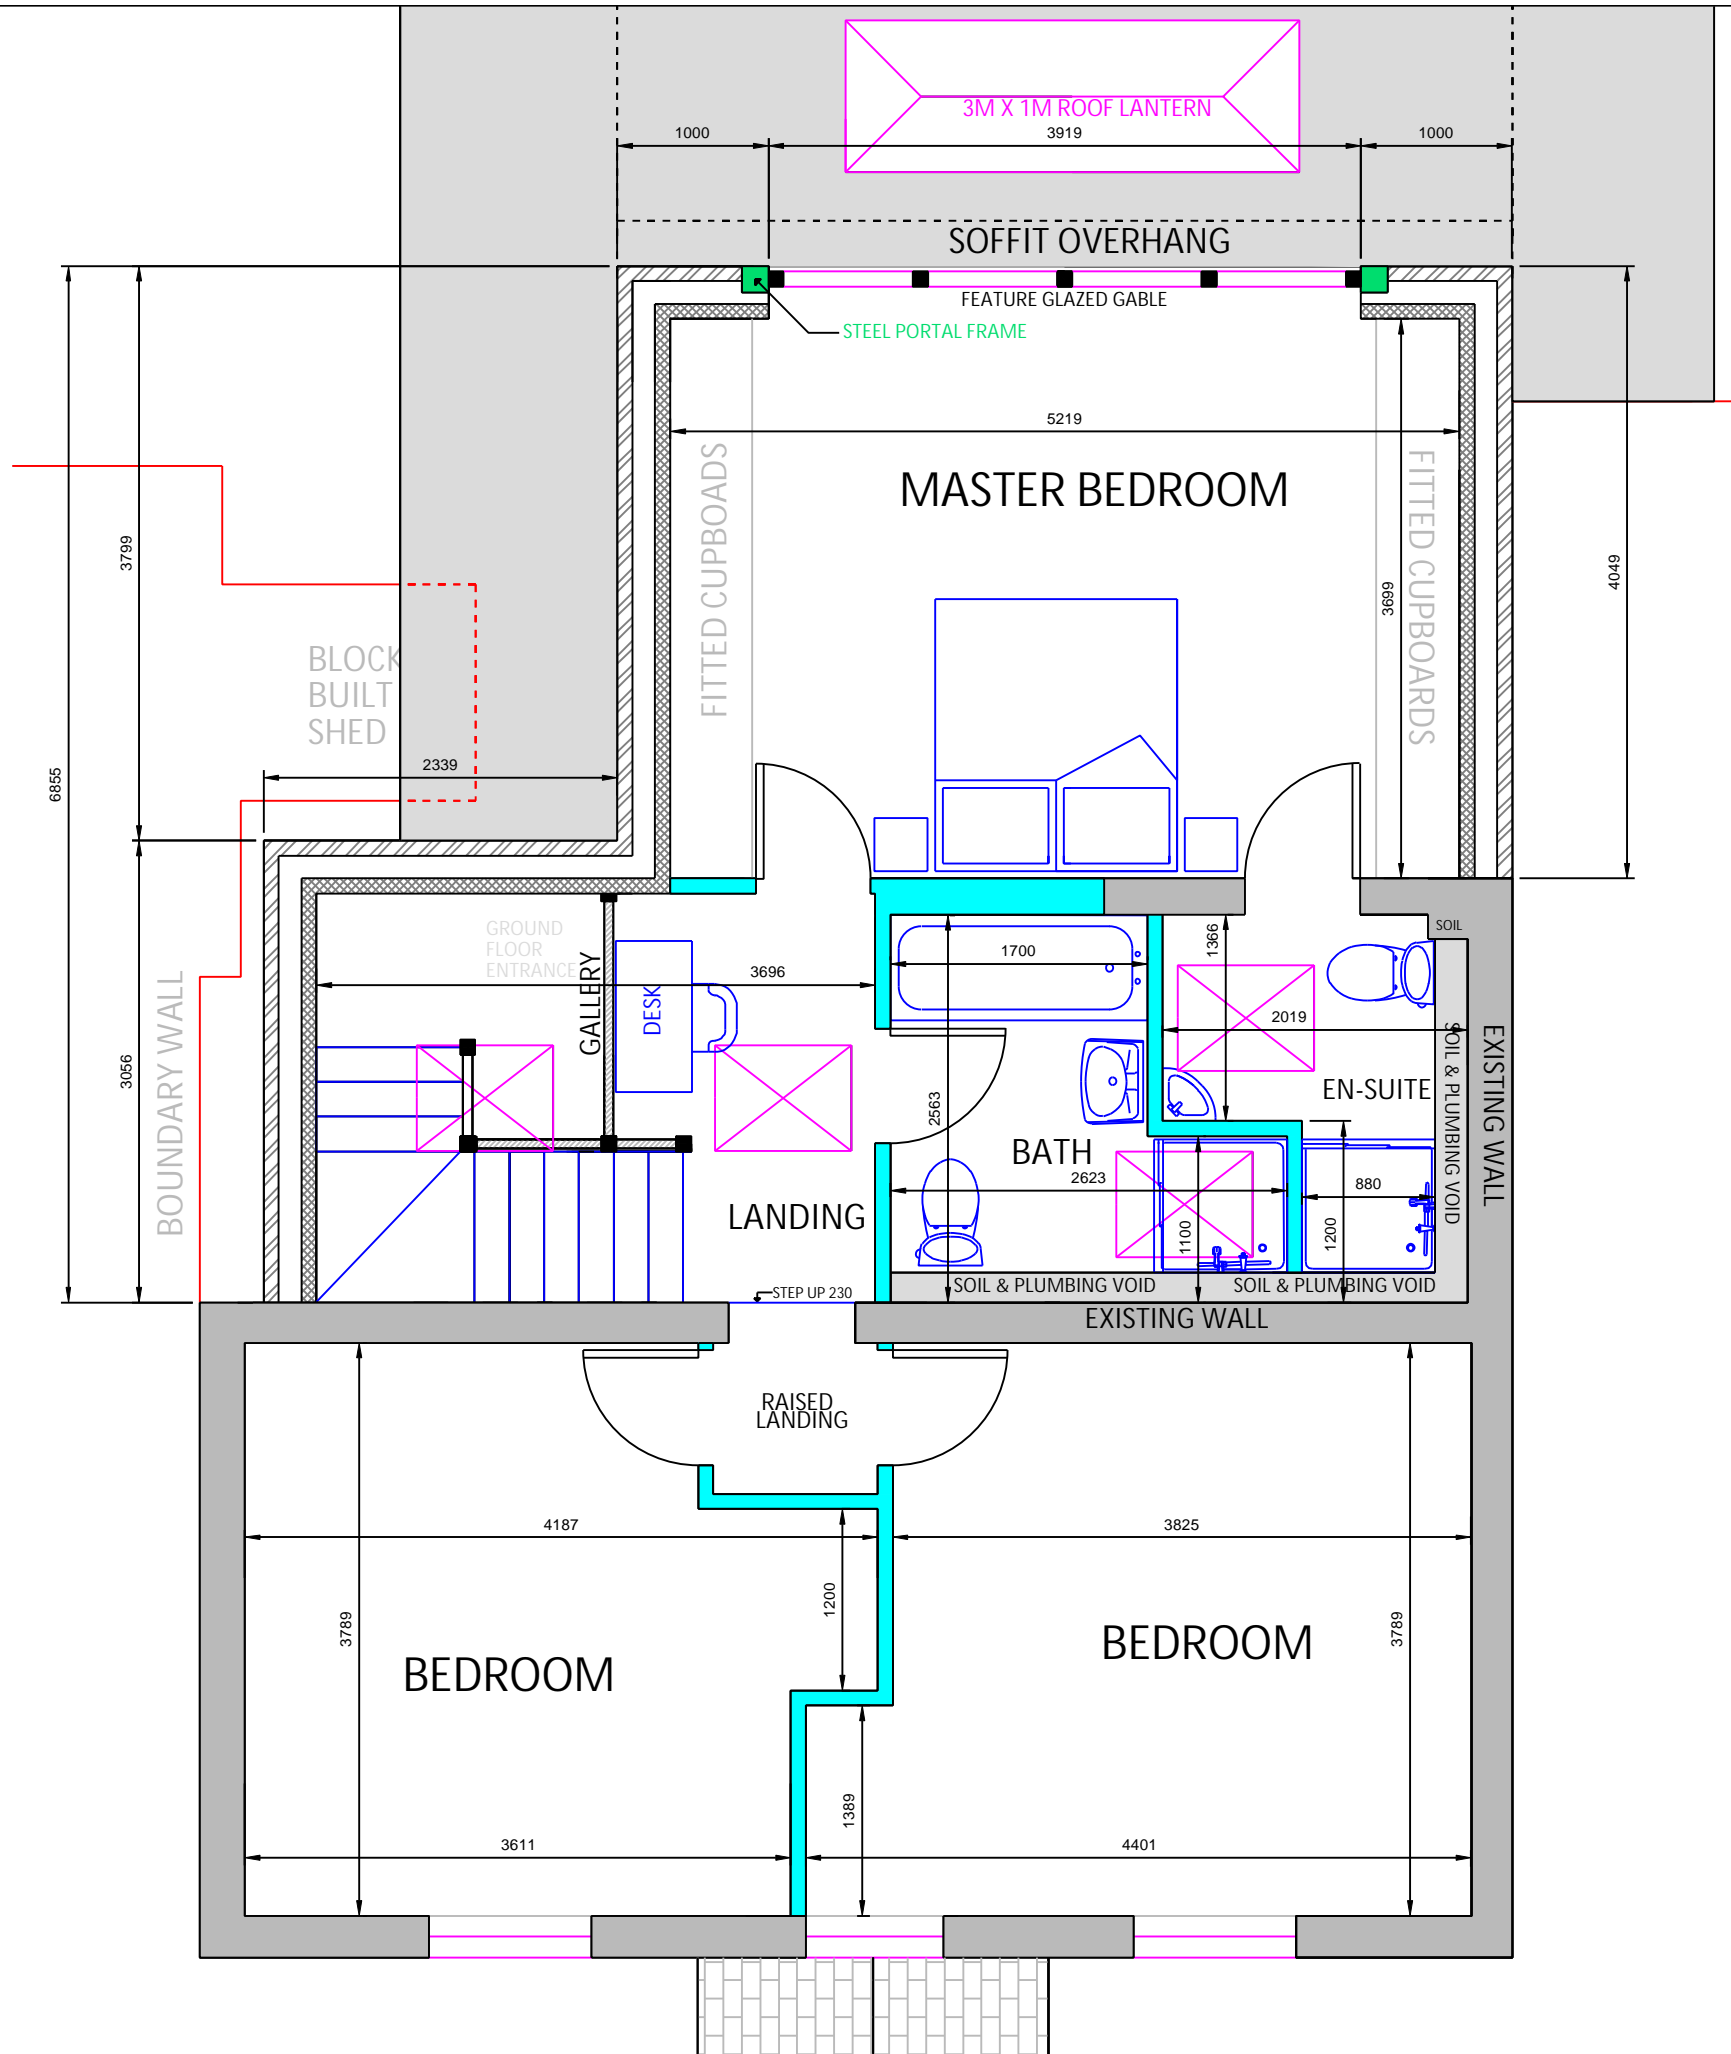 3M X 1M ROOF LANTERN
1000
3919
1000
SOFFIT OVERHANG
FEATURE GLAZED GABLE
STEEL PORTAL FRAME
5219
MASTER BEDROOM
FITTED CUPBOADS
FITTED CUPBOARDS
3799
6855
3699
4049
BLOCK
BUILT
SHED
2339
GROUND
FLOOR
ENTRANCE
GALLERY
DESK
3696
1700
1366
SOIL
2019
EN-SUITE
SOIL & PLUMBING VOID
EXISTING WALL
BOUNDARY WALL
3056
2563
BATH
2623
880
1100
1200
LANDING
STEP UP 230
SOIL & PLUMBING VOID
SOIL & PLUMBING VOID
EXISTING WALL
RAISED
LANDING
4187
3825
1200
3789
3789
BEDROOM
BEDROOM
1389
3611
4401